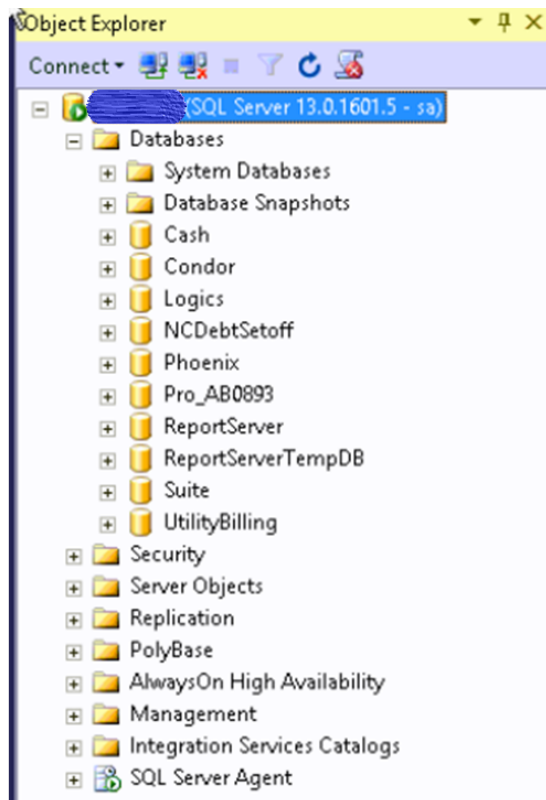 Object Explorer
Connect
(SQL Server 13.0.1601.5 - sa)
Databases
System Databases
Database Snapshots
Cash
Condor
Logics
NCDebtSetoff
Phoenix
Pro_AB0893
ReportServer
ReportServerTempDB
Suite
UtilityBilling
Security
Server Objects
Replication
PolyBase
AlwaysOn High Availability
Management
Integration Services Catalogs
SQL Server Agent